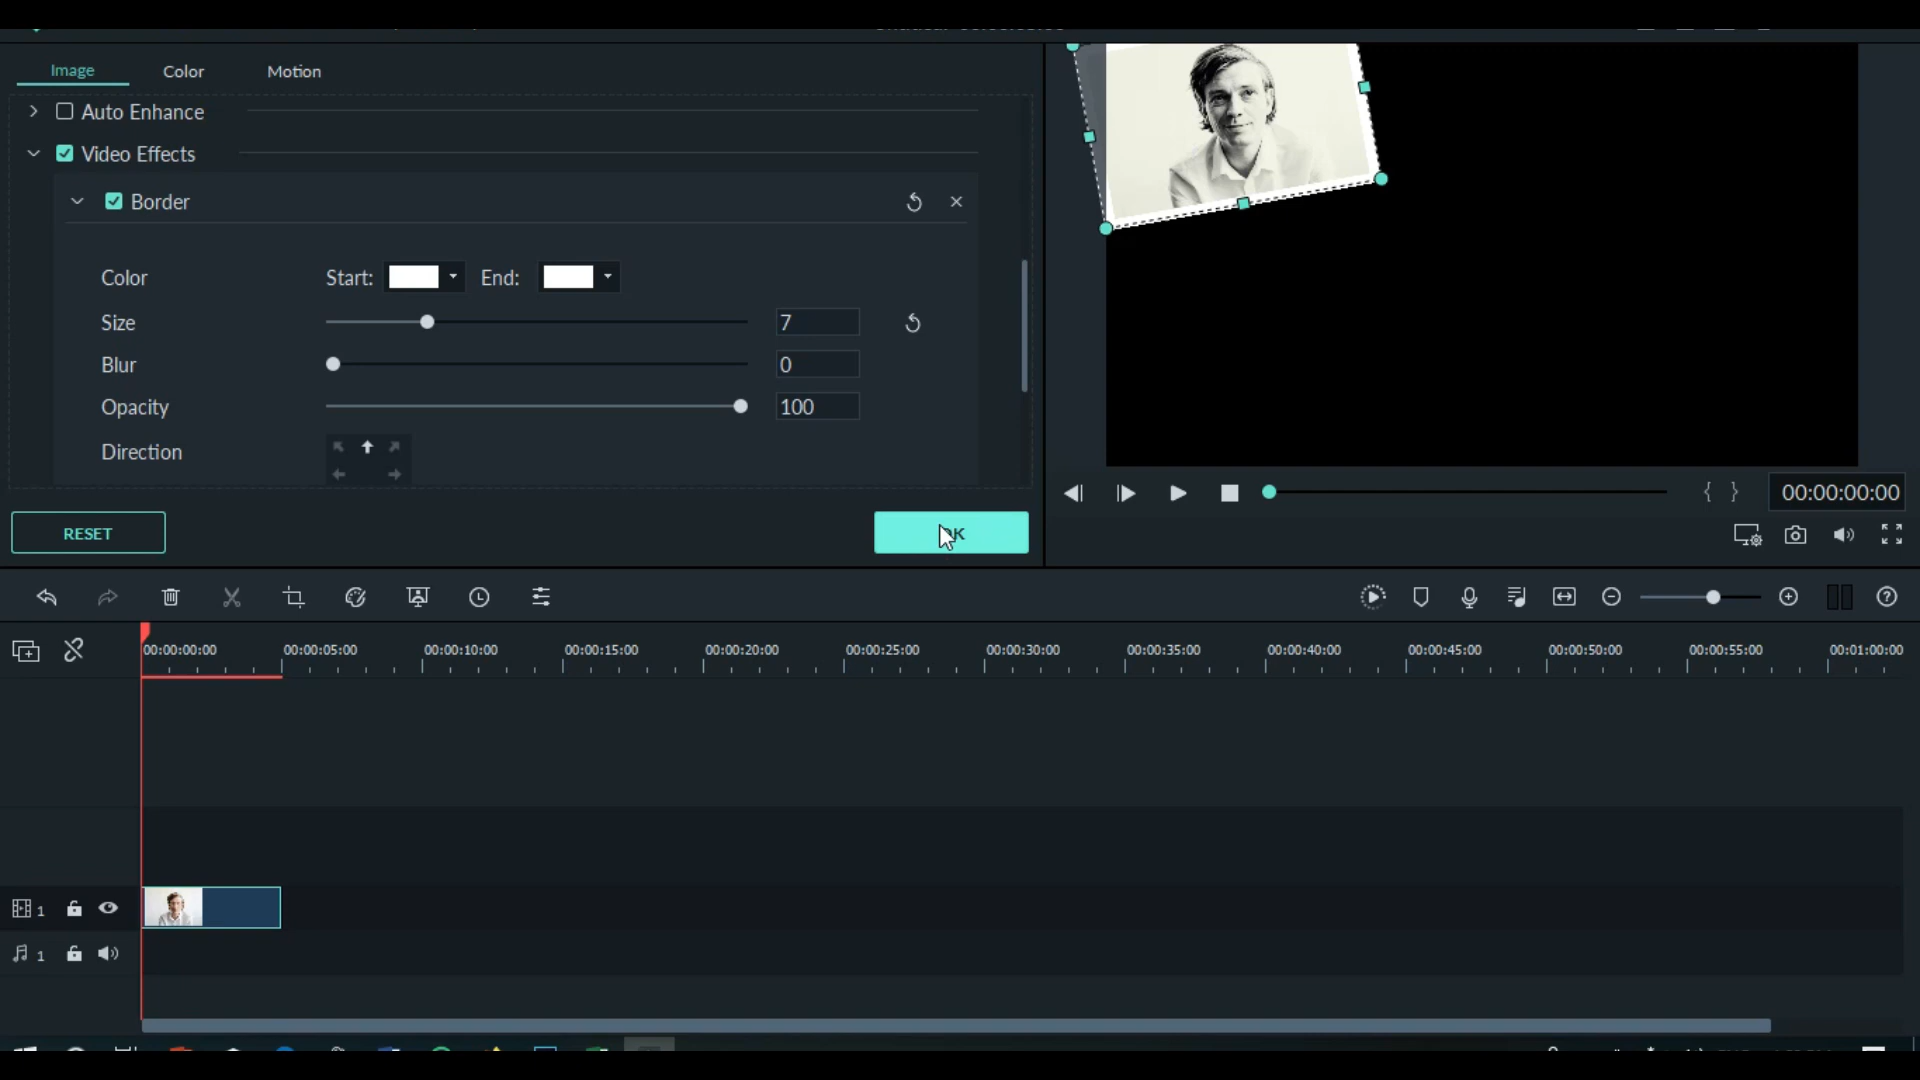 Image Color Motion
Auto Enhance
Video Effects
Border
Color Start: End:
Size 7
Blur 0
Opacity 100
Direction
RESET
00:00:00:00
00:00:00:00 00:00:05:00 00:00:10:00 00:00:15:00 00:00:20:00 00:00:25:00 00:00:30:00 00:00:35:00 00:00:40:00 00:00:45:00 00:00:50:00 00:00:55:00 00:01:00:00
1
1